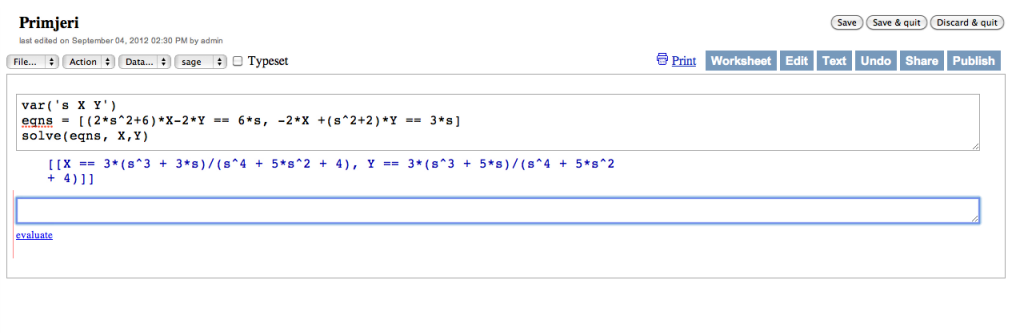 Primjeri
Save Save & quit Discard & quit
last edited on September 04, 2012 02:30 PM by admin
File... Action Data... sage Typeset Print Worksheet Edit Text Undo Share Publish
var('s X Y')
eqns = [(2*s^2+6)*X-2*Y == 6*s, -2*X +(s^2+2)*Y == 3*s]
solve(eqns, X,Y)
[[X == 3*(s^3 + 3*s)/(s^4 + 5*s^2 + 4), Y == 3*(s^3 + 5*s)/(s^4 + 5*s^2
+ 4)]]
evaluate